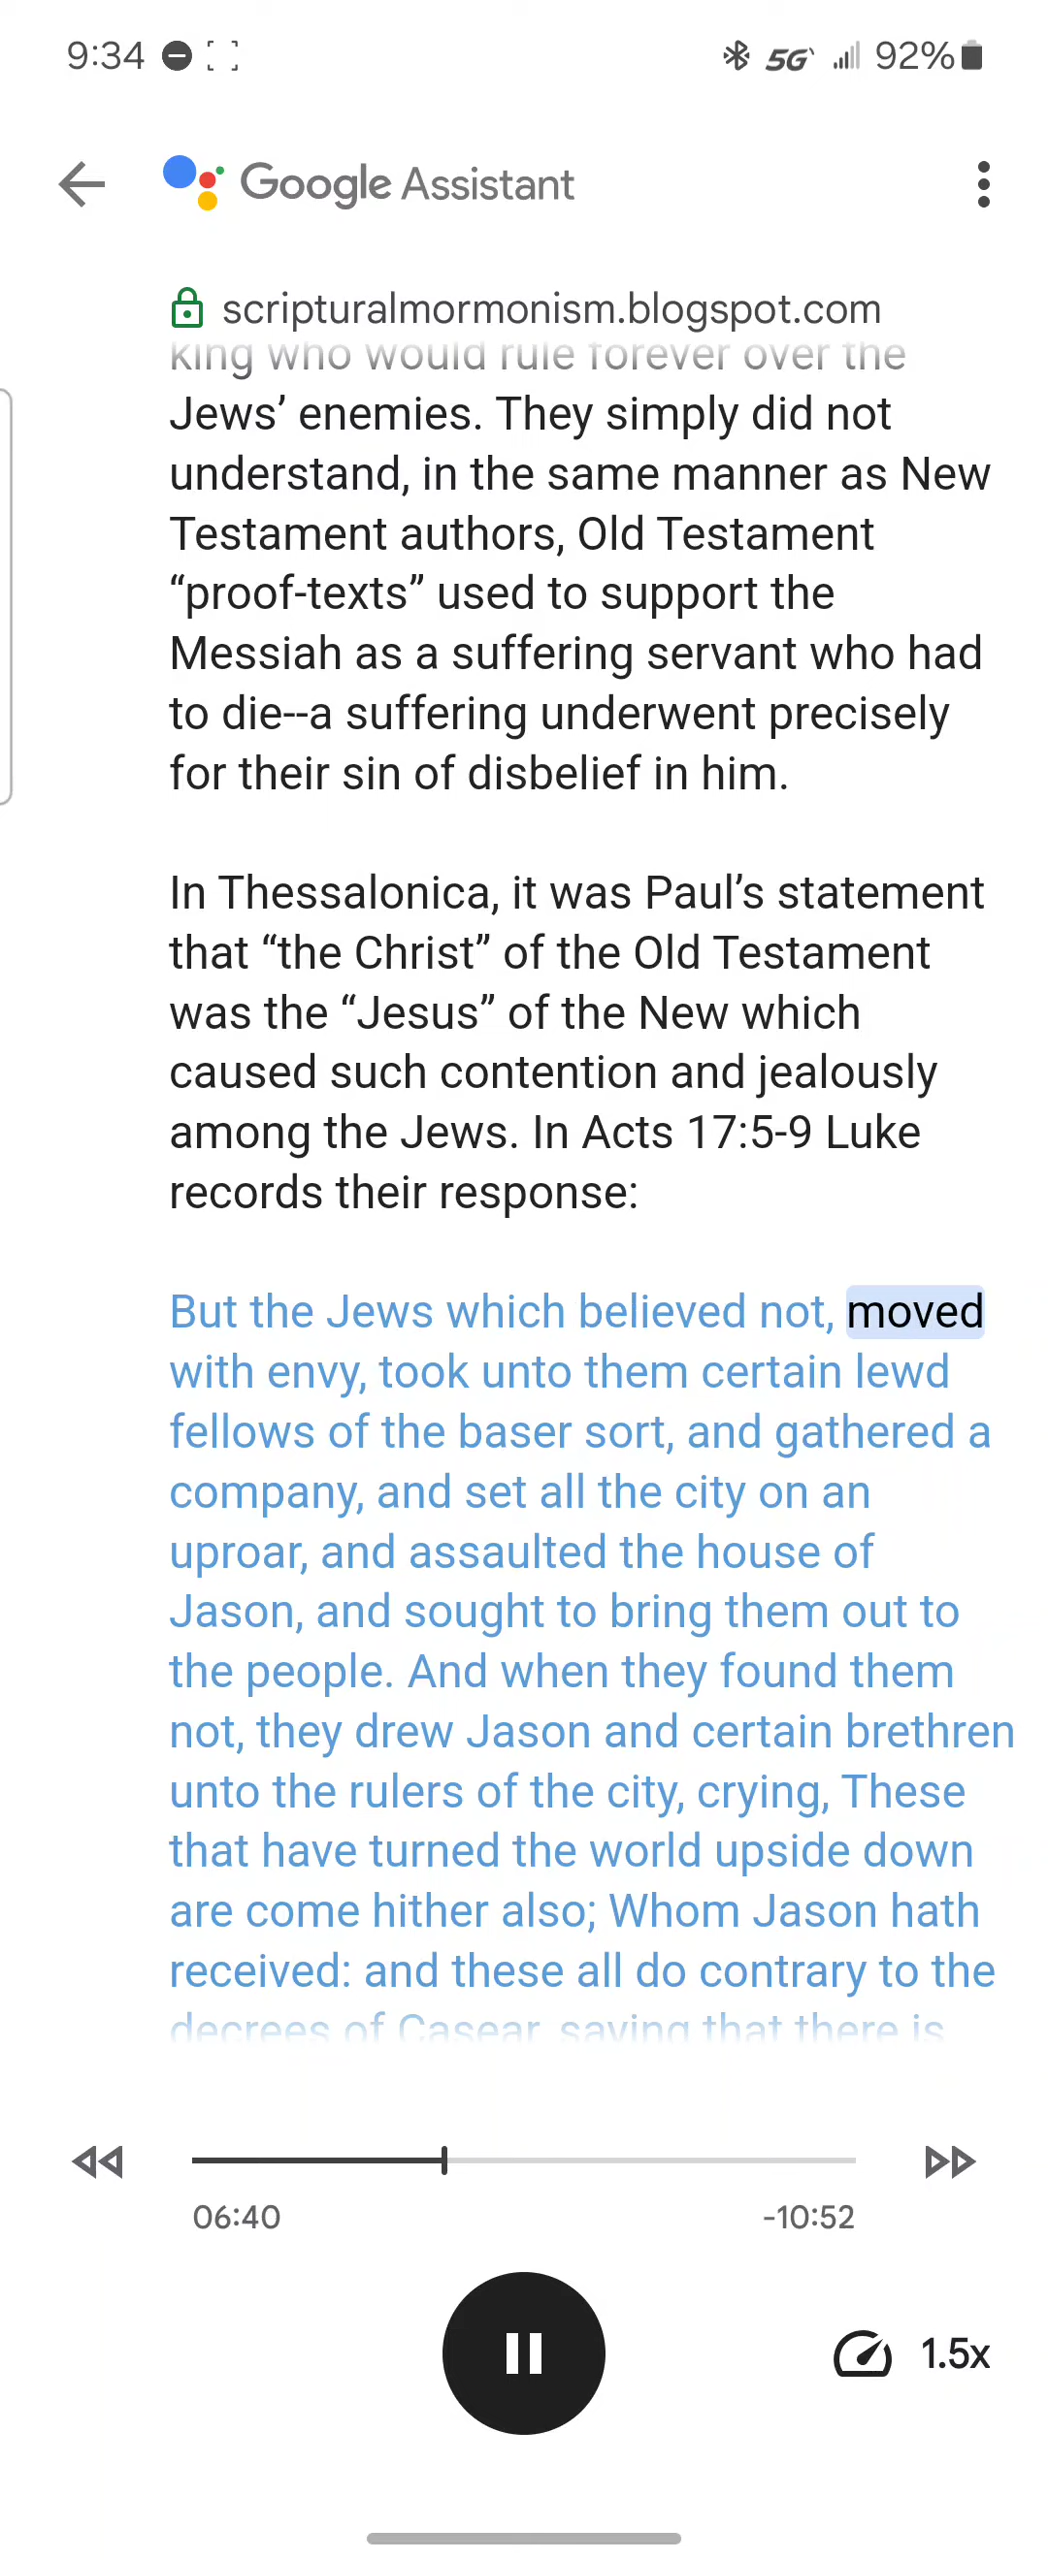 9:34 5G 92%
Google Assistant
scripturalmormonism.blogspot.com
king who would rule forever over the
Jews’ enemies. They simply did not
understand, in the same manner as New
Testament authors, Old Testament
“proof-texts” used to support the
Messiah as a suffering servant who had
to die--a suffering underwent precisely
for their sin of disbelief in him.
In Thessalonica, it was Paul’s statement
that “the Christ” of the Old Testament
was the “Jesus” of the New which
caused such contention and jealously
among the Jews. In Acts 17:5-9 Luke
records their response:
But the Jews which believed not, moved
with envy, took unto them certain lewd
fellows of the baser sort, and gathered a
company, and set all the city on an
uproar, and assaulted the house of
Jason, and sought to bring them out to
the people. And when they found them
not, they drew Jason and certain brethren
unto the rulers of the city, crying, These
that have turned the world upside down
are come hither also; Whom Jason hath
received: and these all do contrary to the
decrees of Casear, saying that there is
06:40 -10:52
1.5x